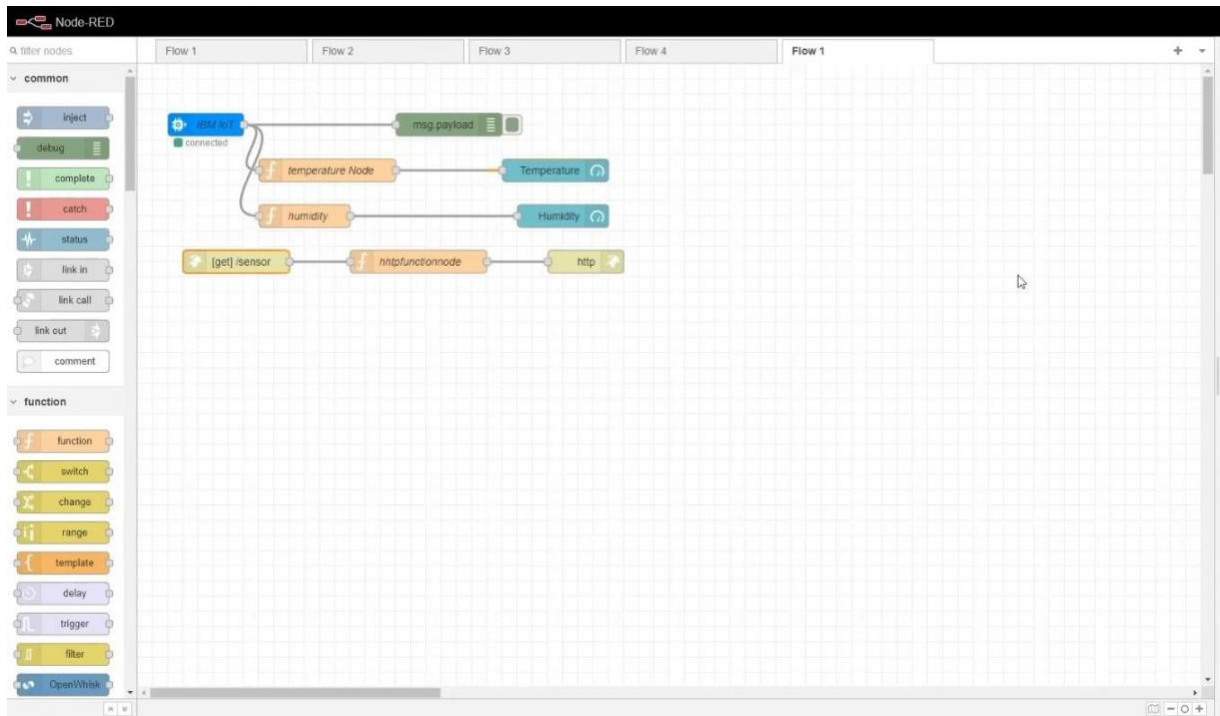 Node-RED
filter nodes
Flow 1
Flow 2
Flow 3
Flow 4
Flow 1
common
inject
debug
complete
catch
status
link in
link call
link out
comment
function
function
switch
change
range
template
delay
trigger
filter
OpenWhisk
IBM IoT
connected
msg.payload
temperature Node
Temperature
humidity
Humidity
[get] /sensor
hntpfunctionnode
http